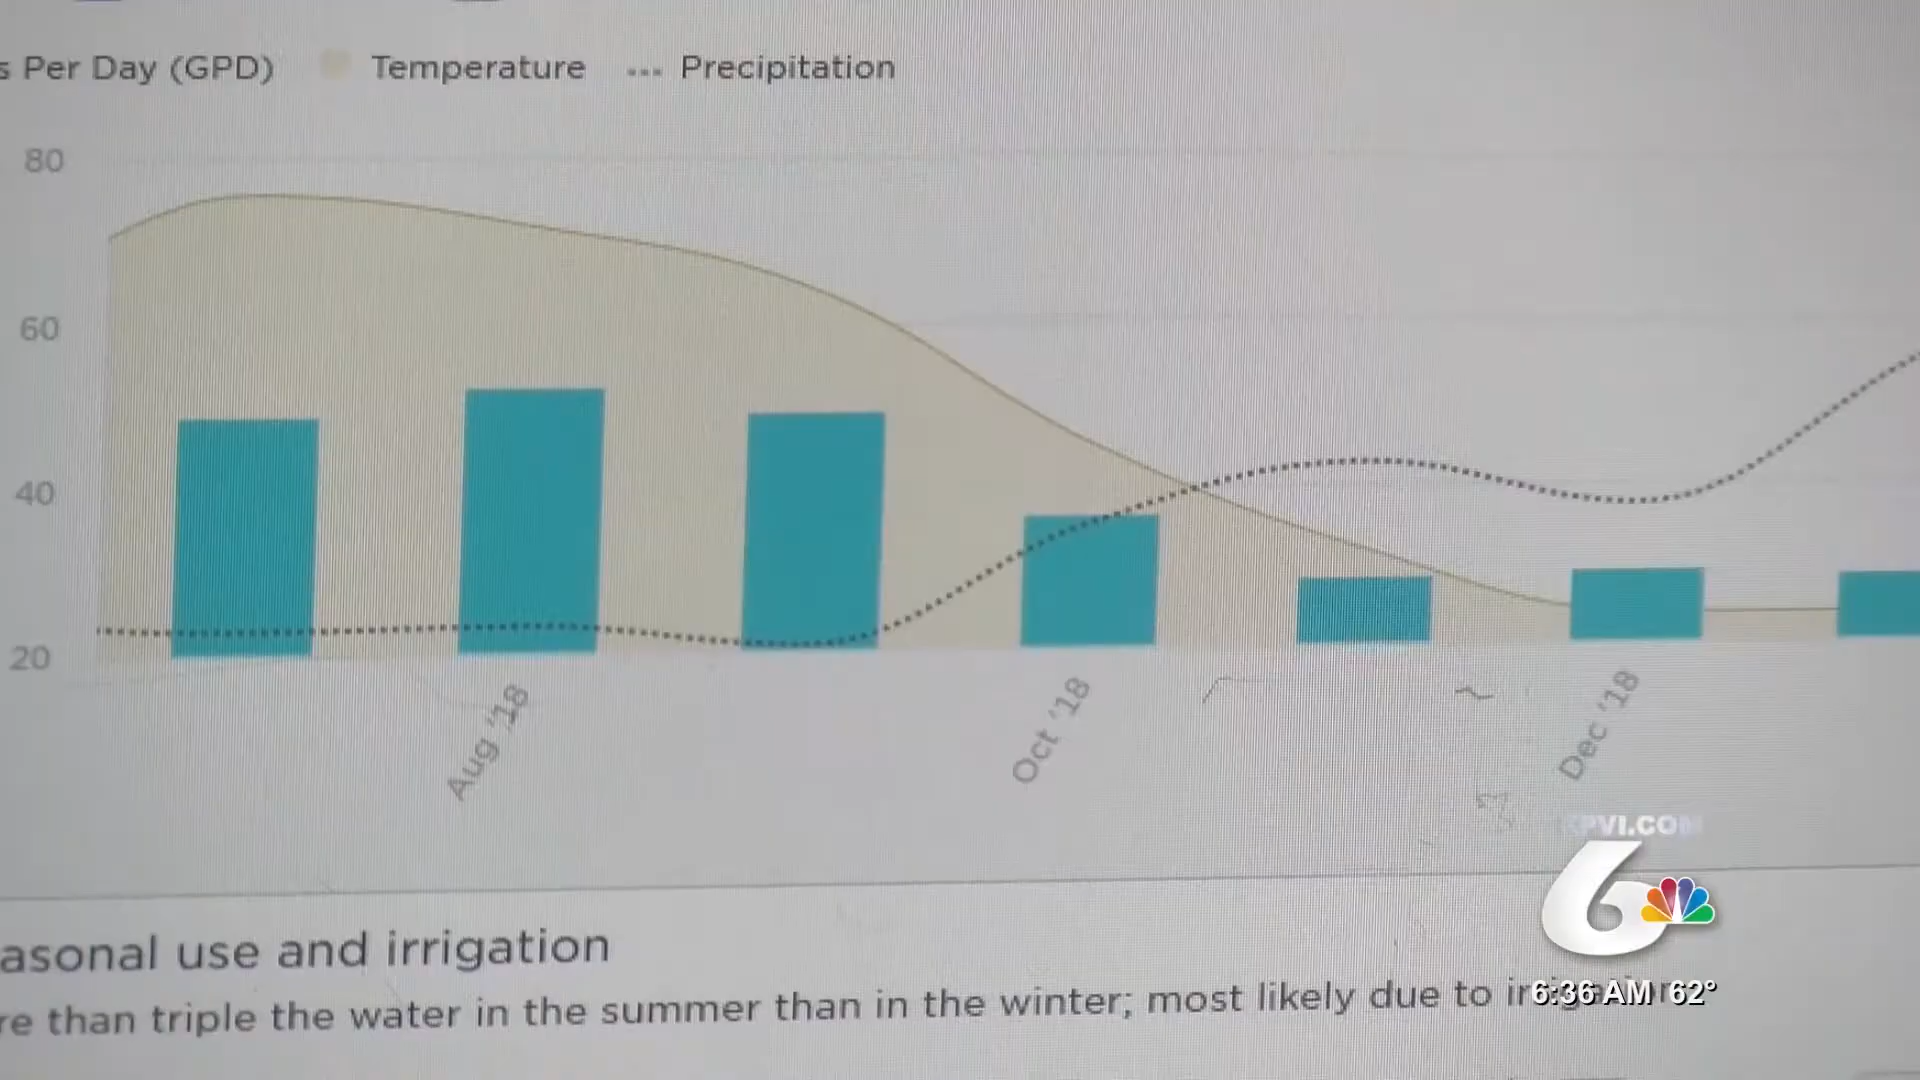 s Per Day (GPD) Temperature Precipitation
80
60
40
20
Aug '18 Oct '18 Dec '18
KPVI.COM
6
asonal use and irrigation
re than triple the water in the summer than in the winter; most likely due to
6:36 AM 62°